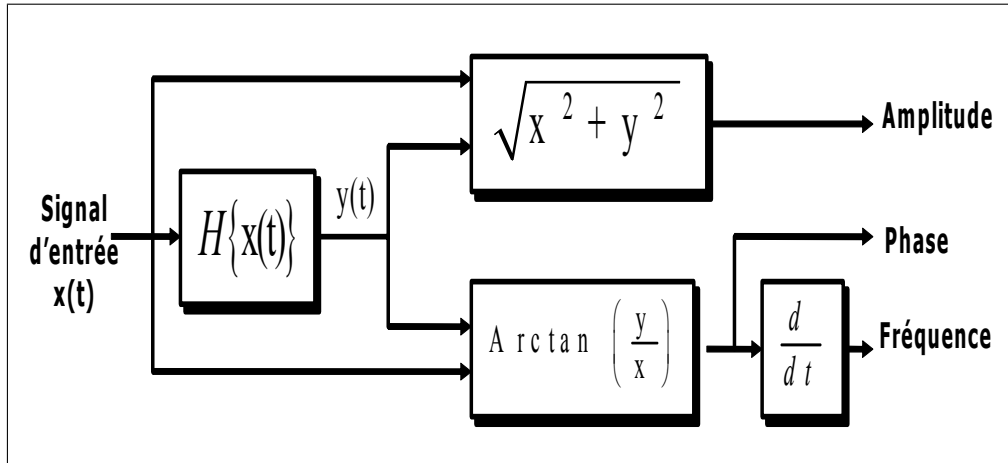 Signal
d'entrée
x(t)
H{x(t)}
y(t)
√x² + y²
Amplitude
Arctan (y/x)
Phase
d/dt
Fréquence